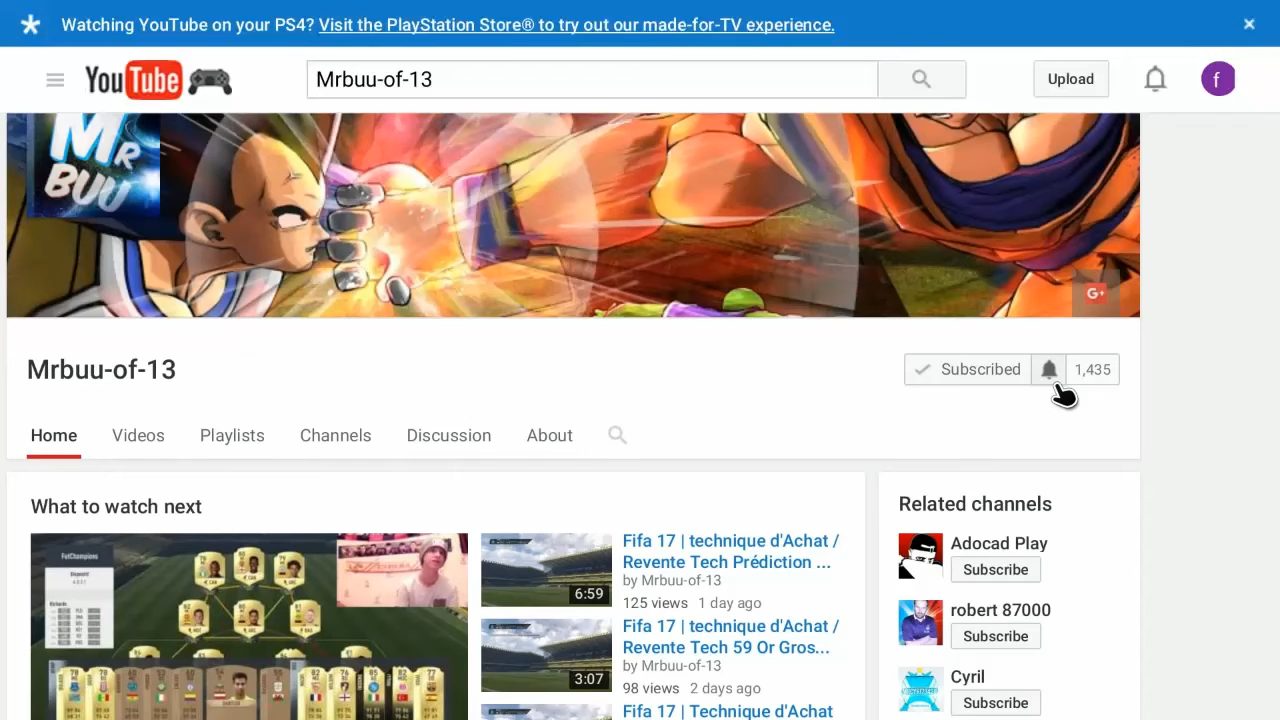 Watching YouTube on your PS4? Visit the PlayStation Store® to try out our made-for-TV experience.
YouTube
Mrbuu-of-13
Upload
f
MR
BUU
G+
Mrbuu-of-13
Subscribed
1,435
Home
Videos
Playlists
Channels
Discussion
About
What to watch next
FutChampions
Fifa 17 | technique d'Achat /
Revente Tech Prédiction ...
by Mrbuu-of-13
125 views 1 day ago
6:59
Fifa 17 | technique d'Achat /
Revente Tech 59 Or Gros...
by Mrbuu-of-13
98 views 2 days ago
3:07
Fifa 17 | Technique d'Achat
Related channels
Adocad Play
Subscribe
robert 87000
Subscribe
Cyril
Subscribe